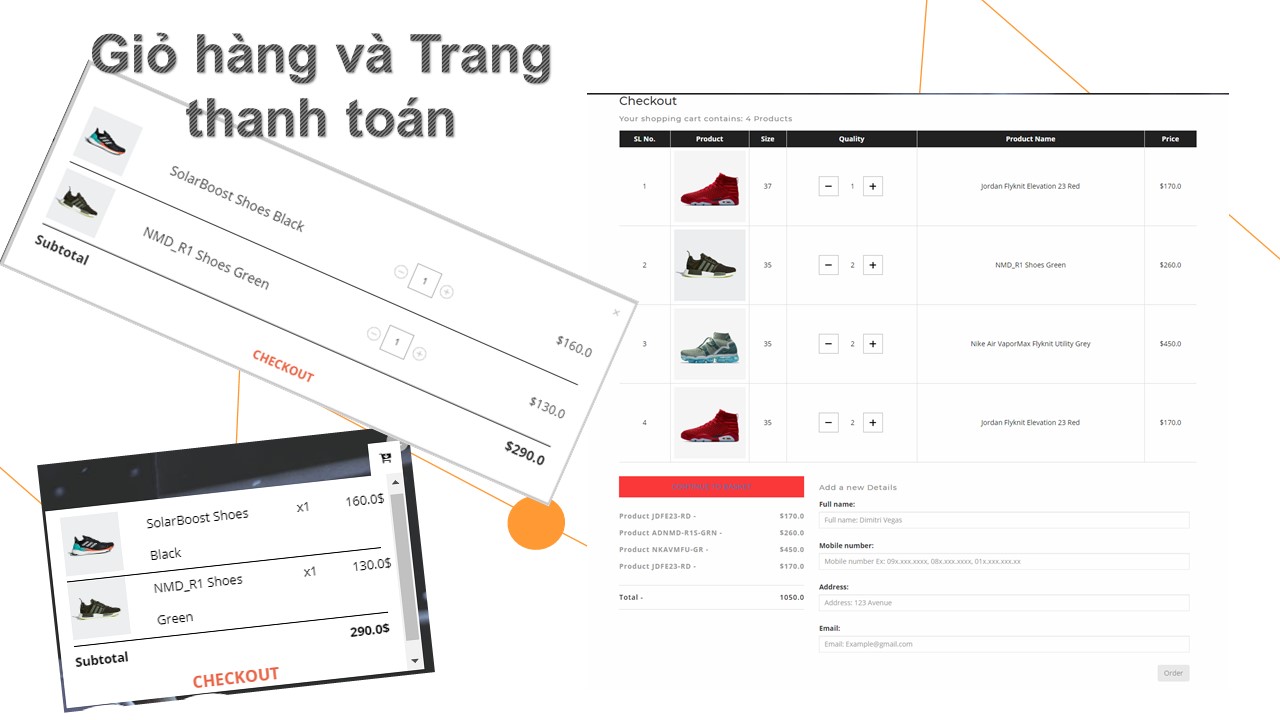 Giỏ hàng và Trang
thanh toán
SolarBoost Shoes Black
1
$160.0
NMD_R1 Shoes Green
1
$130.0
Subtotal
$290.0
CHECKOUT
×
SolarBoost Shoes
Black
x1
160.0$
NMD_R1 Shoes
Green
x1
130.0$
290.0$
Subtotal
CHECKOUT
Checkout
Your shopping cart contains: 4 Products
SL No. Product Size Quality Product Name Price
1 37 − 1 + Jordan Flyknit Elevation 23 Red $170.0
2 35 − 2 + NMD_R1 Shoes Green $260.0
3 35 − 2 + Nike Air VaporMax Flyknit Utility Grey $450.0
4 35 − 2 + Jordan Flyknit Elevation 23 Red $170.0
Product JDFE23-RD - $170.0
Product ADNMD-R1S-GRN - $260.0
Product NKAVMFU-GR - $450.0
Product JDFE23-RD - $170.0
Total - 1050.0
Add a new Details
Full name:
Full name: Dimitri Vegas
Mobile number:
Mobile number Ex: 09x.xxx.xxxx, 08x.xxx.xxxx, 01x.xxx.xxx.xx
Address:
Address: 123 Avenue
Email:
Email: Example@gmail.com
Order